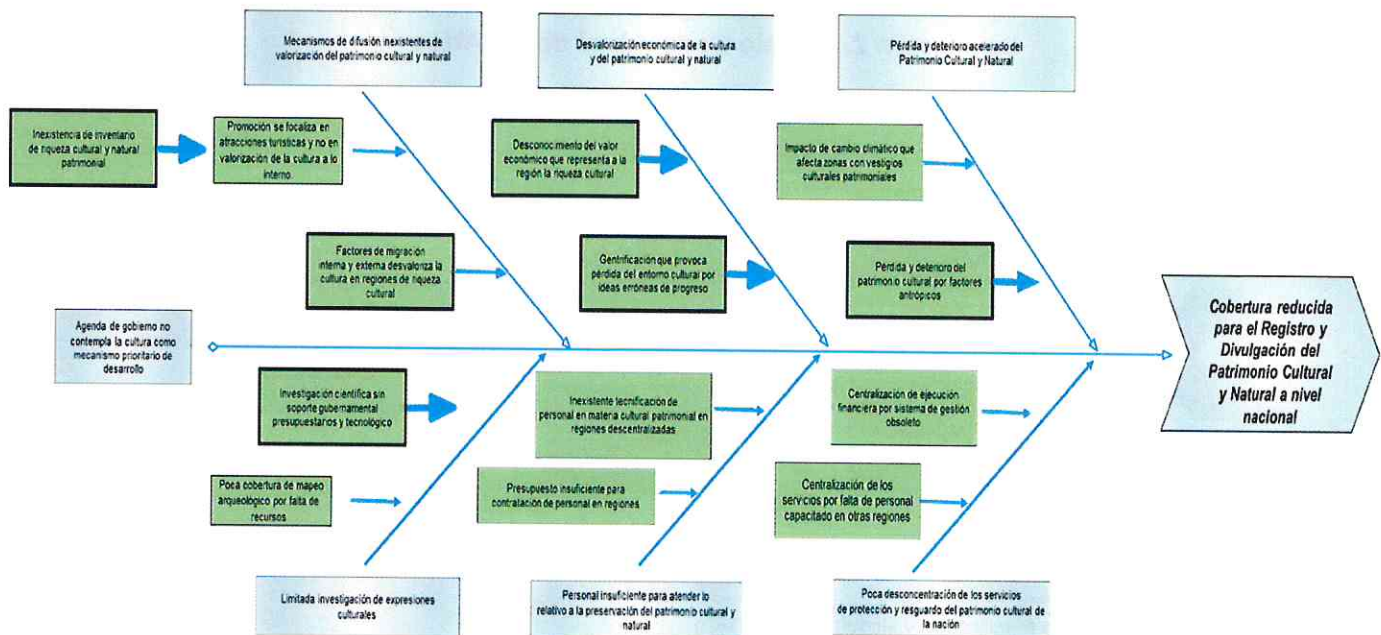 Mecanismos de difusión inexistentes de
valorización del patrimonio cultural y natural
Desvalorización económica de la cultura
y del patrimonio cultural y natural
Pérdida y deterioro acelerado del
Patrimonio Cultural y Natural
Inexistencia de inventario
de riqueza cultural y natural
patrimonial
Promoción se focaliza en
atracciones turísticas y no en
valorización de la cultura a lo
interno.
Desconocimiento del valor
económico que representa a la
región la riqueza cultural
Impacto de cambio climático que
afecta zonas con vestigios
culturales patrimoniales
Factores de migración
interna y externa desvaloriza la
cultura en regiones de riqueza
cultural
Gentrificación que provoca
pérdida del entorno cultural por
ideas erróneas de progreso
Pérdida y deterioro del
patrimonio cultural por factores
antrópicos
Agenda de gobierno no
contempla la cultura como
mecanismo prioritario de
desarrollo
Cobertura reducida
para el Registro y
Divulgación del
Patrimonio Cultural
y Natural a nivel
nacional
Investigación científica sin
soporte gubernamental
presupuestarios y tecnológico
Inexistente tecnificación de
personal en materia cultural patrimonial en
regiones descentralizadas
Centralización de ejecución
financiera por sistema de gestión
obsoleto
Poca cobertura de mapeo
arqueológico por falta de
recursos
Presupuesto insuficiente para
contratación de personal en regiones
Centralización de los
servicios por falta de personal
capacitado en otras regiones
Limitada investigación de expresiones
culturales
Personal insuficiente para atender lo
relativo a la preservación del patrimonio cultural y
natural
Poca desconcentración de los servicios
de protección y resguardo del patrimonio cultural de
la nación